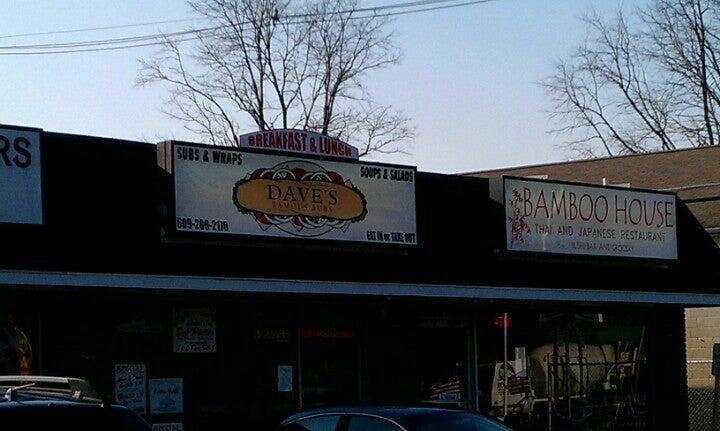 RS
BREAKFAST & LUNCH
SUBS & WRAPS
SOUPS & SALADS
DAVE'S
FAMOUS SUBS
609-286-2170
EAT IN or TAKE OUT
BAMBOO HOUSE
THAI AND JAPANESE RESTAURANT
SUSHI BAR AND GROCERY
SPECIAL